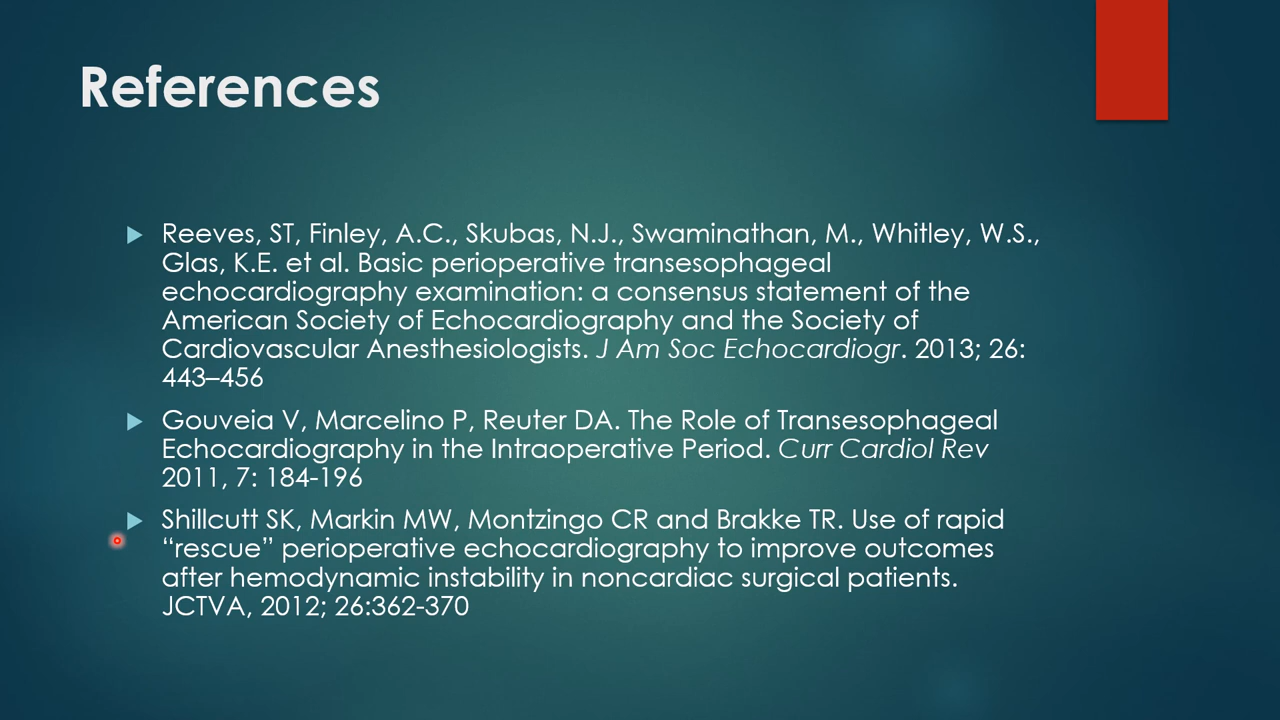 References
Reeves, ST, Finley, A.C., Skubas, N.J., Swaminathan, M., Whitley, W.S.,
Glas, K.E. et al. Basic perioperative transesophageal
echocardiography examination: a consensus statement of the
American Society of Echocardiography and the Society of
Cardiovascular Anesthesiologists. J Am Soc Echocardiogr. 2013; 26:
443–456
Gouveia V, Marcelino P, Reuter DA. The Role of Transesophageal
Echocardiography in the Intraoperative Period. Curr Cardiol Rev
2011, 7: 184-196
Shillcutt SK, Markin MW, Montzingo CR and Brakke TR. Use of rapid
“rescue” perioperative echocardiography to improve outcomes
after hemodynamic instability in noncardiac surgical patients.
JCTVA, 2012; 26:362-370